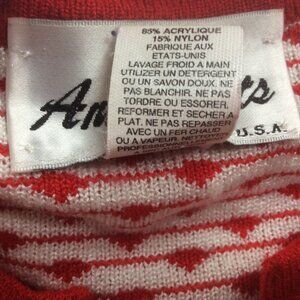 85% ACRYLIQUE
15% NYLON
FABRIQUE AUX
ETATS-UNIS
LAVAGE FROID A MAIN
UTILIZER UN DETERGENT
OU UN SAVON DOUX. NE
PAS BLANCHIR. NE PAS
TORDRE OU ESSORER.
REFORMER ET SECHER A
PLAT. NE PAS REPASSER
AVEC UN FER CHAUD
OU A VAPEUR. NETTOYER
U.S.A.